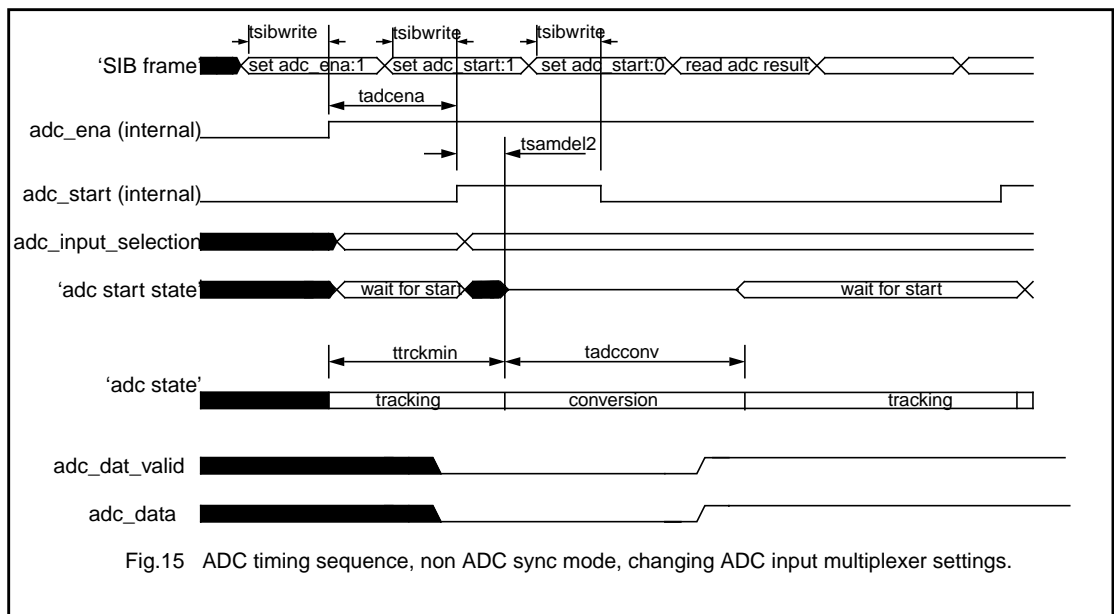 tsibwrite tsibwrite tsibwrite
‘SIB frame’ set adc_ena:1 set adc_start:1 set adc_start:0 read adc result
tadcena
adc_ena (internal)
tsamdel2
adc_start (internal)
adc_input_selection
‘adc start state’ wait for start wait for start
ttrckmin tadcconv
‘adc state’
tracking conversion tracking
adc_dat_valid
adc_data
Fig.15 ADC timing sequence, non ADC sync mode, changing ADC input multiplexer settings.